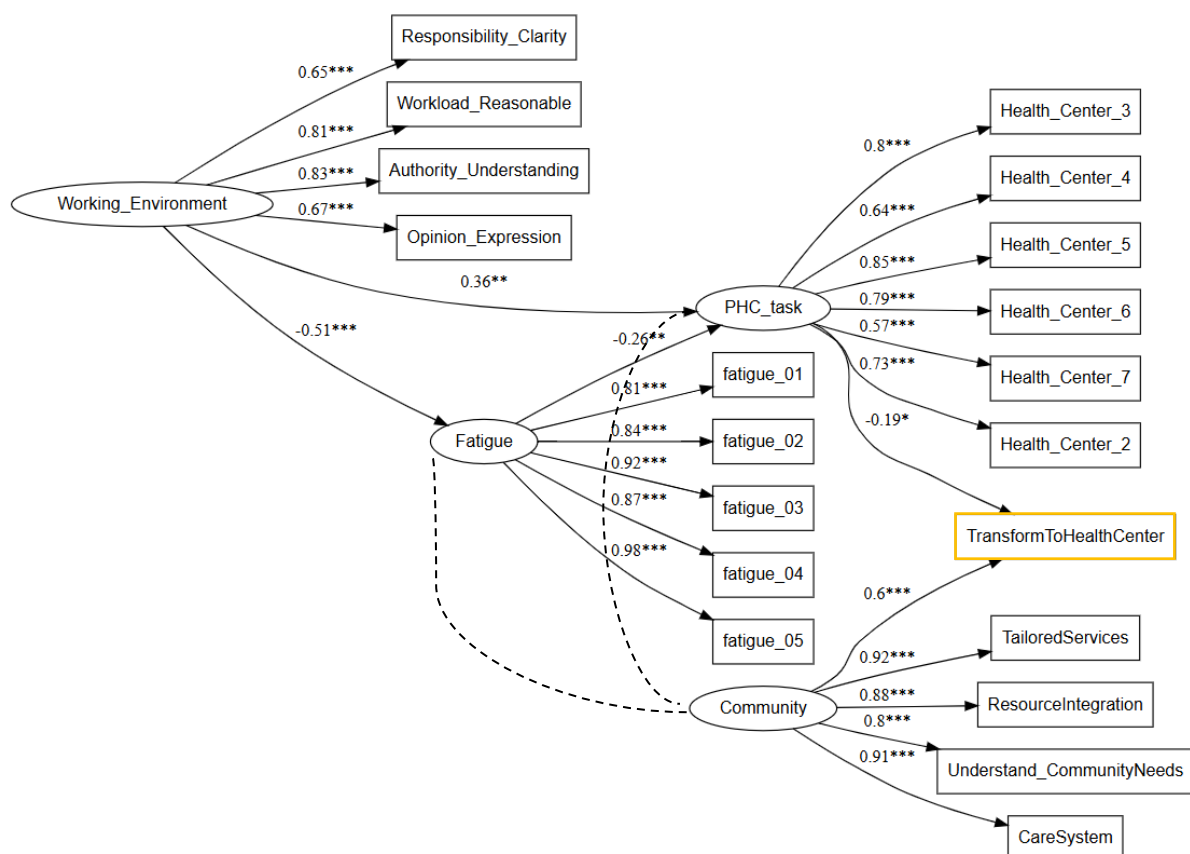 Responsibility_Clarity
0.65***
Workload_Reasonable
0.81***
Authority_Understanding
0.83***
Working_Environment
0.67***
Opinion_Expression
0.36**
-0.51***
Health_Center_3
0.8***
Health_Center_4
0.64***
Health_Center_5
0.85***
PHC_task
0.79***
Health_Center_6
0.57***
Health_Center_7
0.73***
-0.19*
Health_Center_2
-0.26**
fatigue_01
0.81***
Fatigue
0.84***
fatigue_02
0.92***
fatigue_03
0.87***
fatigue_04
0.98***
fatigue_05
TransformToHealthCenter
0.6***
TailoredServices
0.92***
Community
0.88***
ResourceIntegration
0.8***
Understand_CommunityNeeds
0.91***
CareSystem